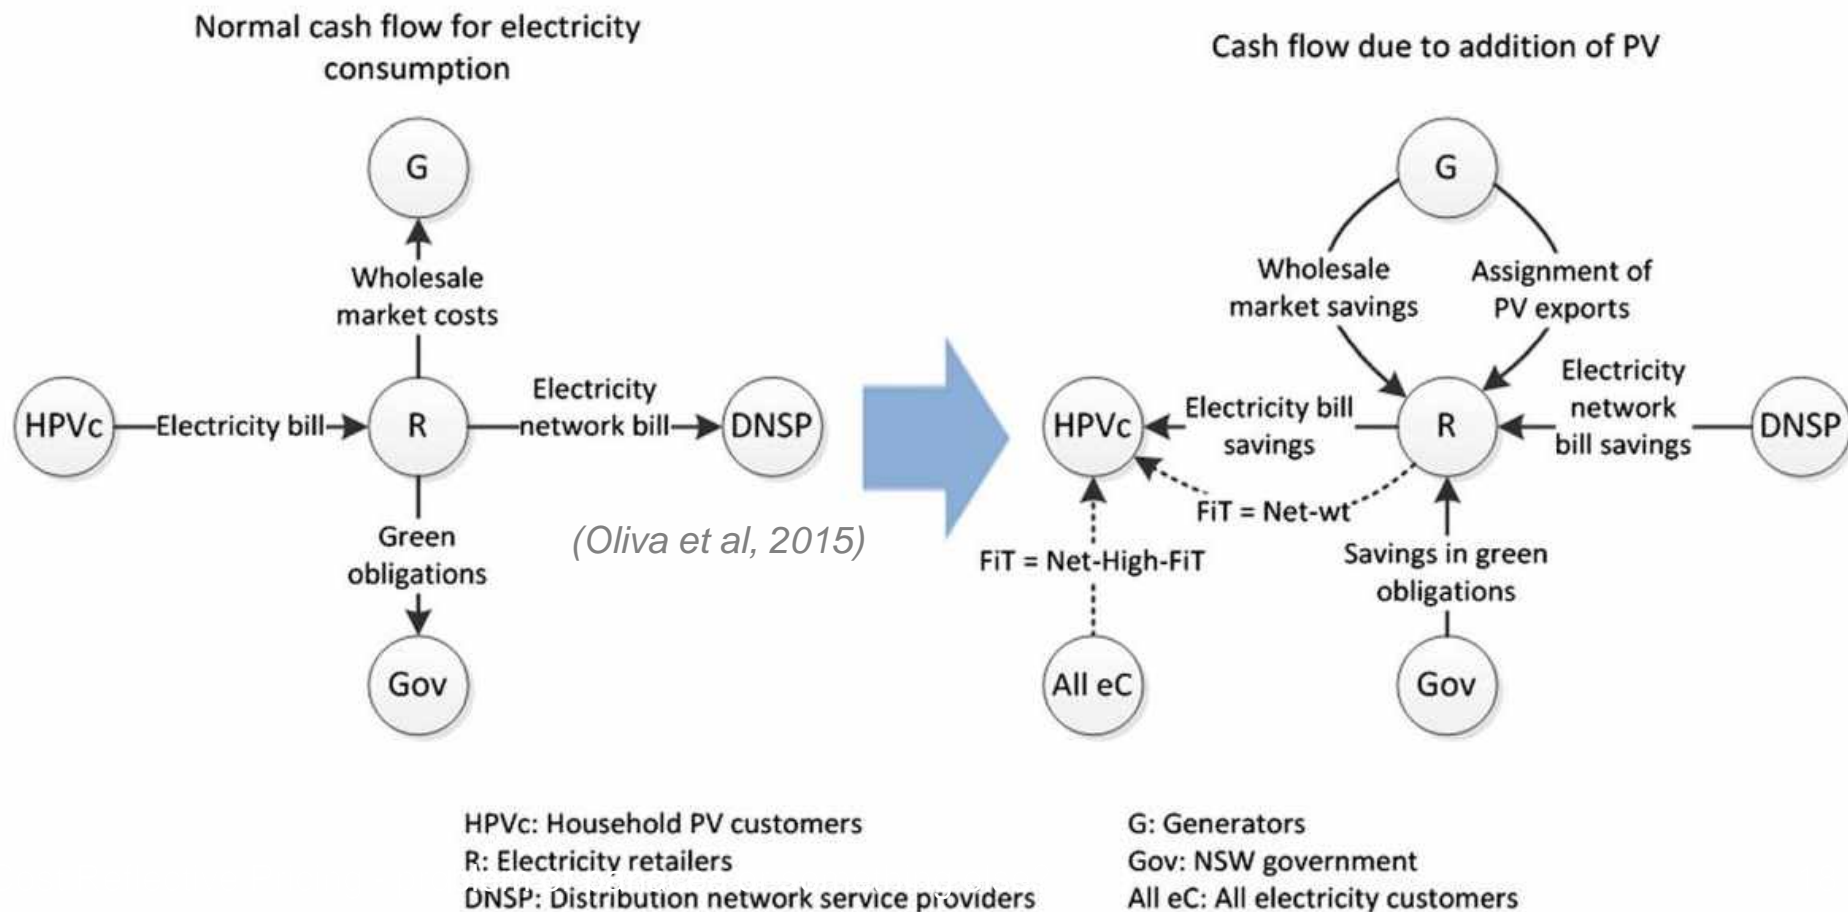 Normal cash flow for electricity
consumption
G
Wholesale
market costs
HPVc
Electricity bill
R
Electricity
network bill
DNSP
Green
obligations
Gov
(Oliva et al, 2015)
Cash flow due to addition of PV
G
Wholesale
market savings
Assignment of
PV exports
HPVc
Electricity bill
savings
R
Electricity
network
bill savings
DNSP
FiT = Net-wt
FiT = Net-High-FiT
Savings in green
obligations
All eC
Gov
HPVc: Household PV customers
R: Electricity retailers
DNSP: Distribution network service providers
G: Generators
Gov: NSW government
All eC: All electricity customers